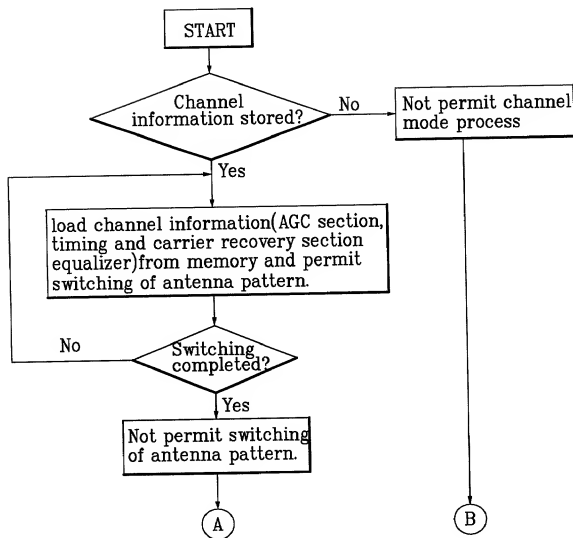 START
Channel
information stored?
No
Not permit channel
mode process
Yes
load channel information(AGC section,
timing and carrier recovery section
equalizer)from memory and permit
switching of antenna pattern.
No
Switching
completed?
Yes
Not permit switching
of antenna pattern.
A
B